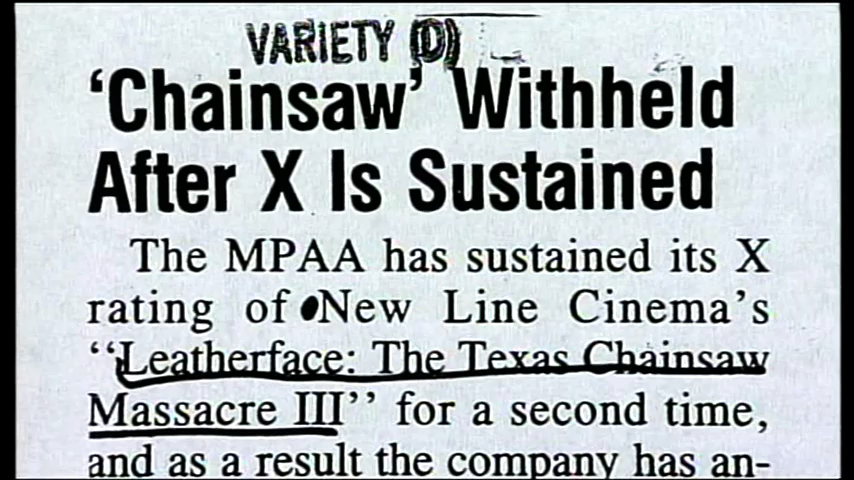 VARIETY (D)
‘Chainsaw’ Withheld
After X Is Sustained
The MPAA has sustained its X
rating of New Line Cinema’s
‘‘Leatherface: The Texas Chainsaw
Massacre III’’ for a second time,
and as a result the company has an-